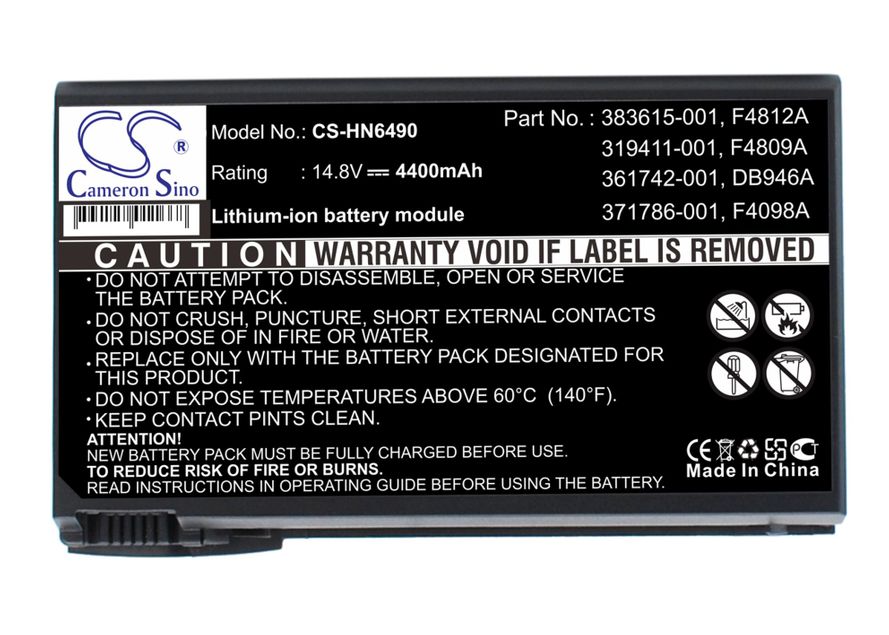 CS ®
Cameron Sino
Model No.: CS-HN6490
Rating : 14.8V 4400mAh
Lithium-ion battery module
Part No.: 383615-001, F4812A
319411-001, F4809A
361742-001, DB946A
371786-001, F4098A
CAUTION WARRANTY VOID IF LABEL IS REMOVED
• DO NOT ATTEMPT TO DISASSEMBLE, OPEN OR SERVICE
THE BATTERY PACK.
• DO NOT CRUSH, PUNCTURE, SHORT EXTERNAL CONTACTS
OR DISPOSE OF IN FIRE OR WATER.
• REPLACE ONLY WITH THE BATTERY PACK DESIGNATED FOR
THIS PRODUCT.
• DO NOT EXPOSE TEMPERATURES ABOVE 60°C (140°F).
• KEEP CONTACT PINTS CLEAN.
ATTENTION!
NEW BATTERY PACK MUST BE FULLY CHARGED BEFORE USE.
TO REDUCE RISK OF FIRE OR BURNS.
READ INSTRUCTIONS IN OPERATING GUIDE BEFORE USING BATTERY PACK.
CE
Made In China